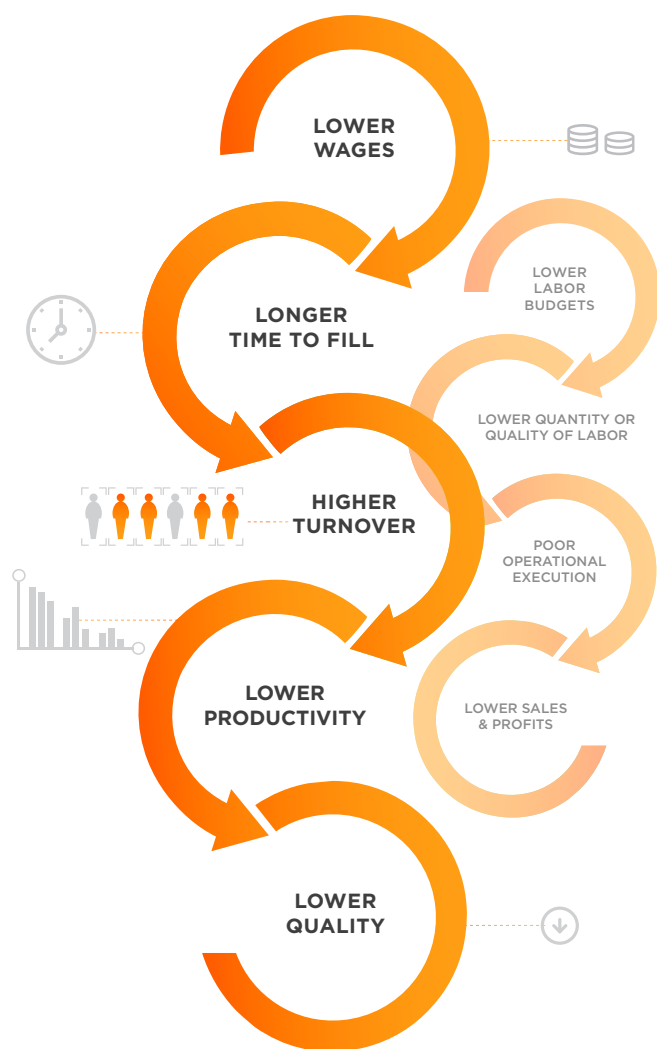 LOWER
WAGES
LONGER
TIME TO FILL
HIGHER
TURNOVER
LOWER
PRODUCTIVITY
LOWER
QUALITY
LOWER
LABOR
BUDGETS
LOWER QUANTITY OR
QUALITY OF LABOR
POOR
OPERATIONAL
EXECUTION
LOWER SALES
& PROFITS